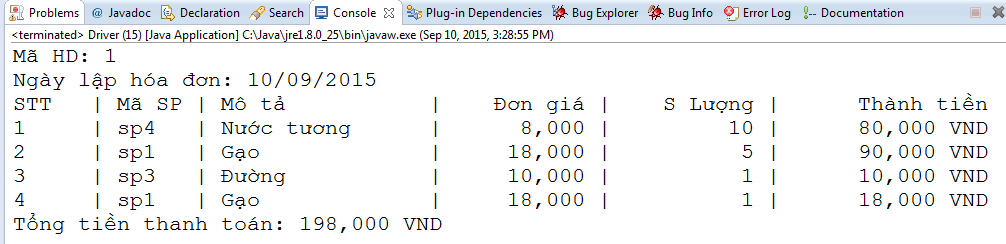 Problems @ Javadoc Declaration Search Console Plug-in Dependencies Bug Explorer Bug Info Error Log Documentation
<terminated> Driver (15) [Java Application] C:\Java\jre1.8.0_25\bin\javaw.exe (Sep 10, 2015, 3:28:55 PM)
Mã HD: 1
Ngày lập hóa đơn: 10/09/2015
STT | Mã SP | Mô tả | Đơn giá | S Lượng | Thành tiền
1 | sp4 | Nước tương | 8,000 | 10 | 80,000 VND
2 | sp1 | Gạo | 18,000 | 5 | 90,000 VND
3 | sp3 | Đường | 10,000 | 1 | 10,000 VND
4 | sp1 | Gạo | 18,000 | 1 | 18,000 VND
Tổng tiền thanh toán: 198,000 VND